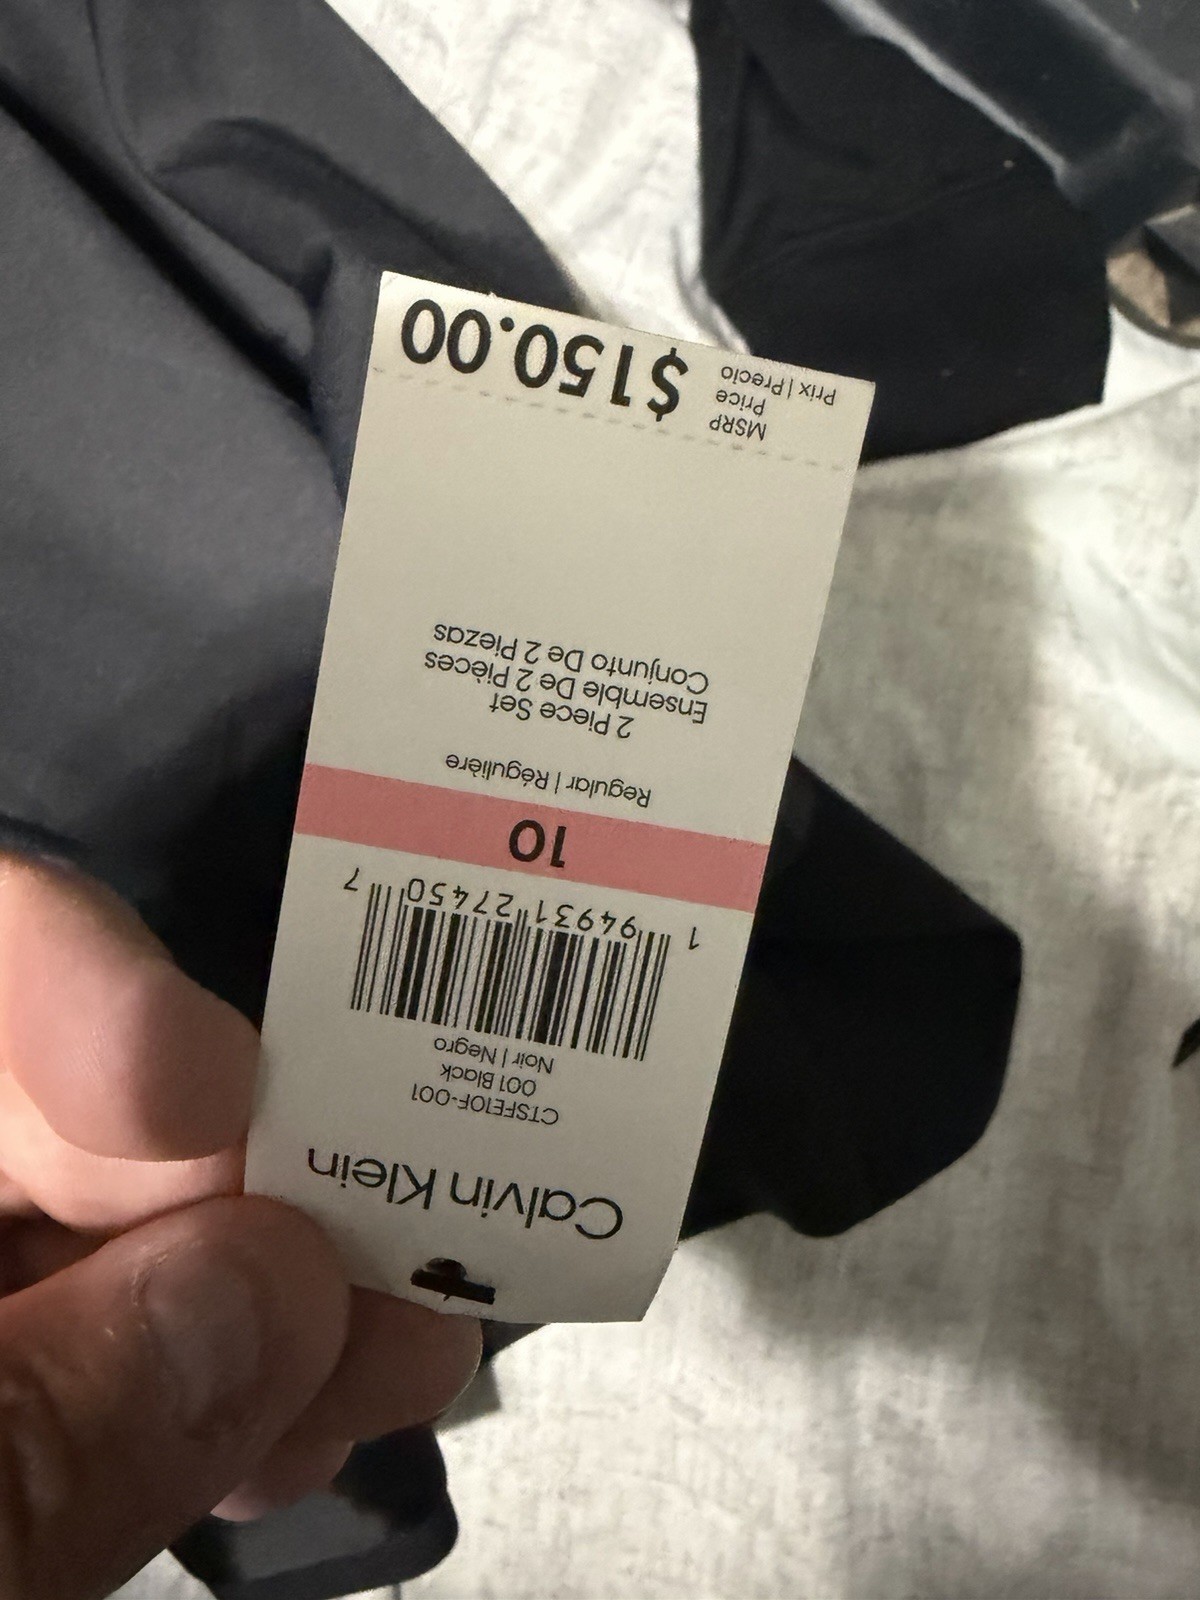 Calvin Klein
CTSFE10F-001
001 Black
Noir | Negro
1 94931 27450 7
10
Regular | Régulière
2 Piece Set
Ensemble De 2 Pièces
Conjunto De 2 Piezas
MSRP
Price
Prix | Precio
$150.00